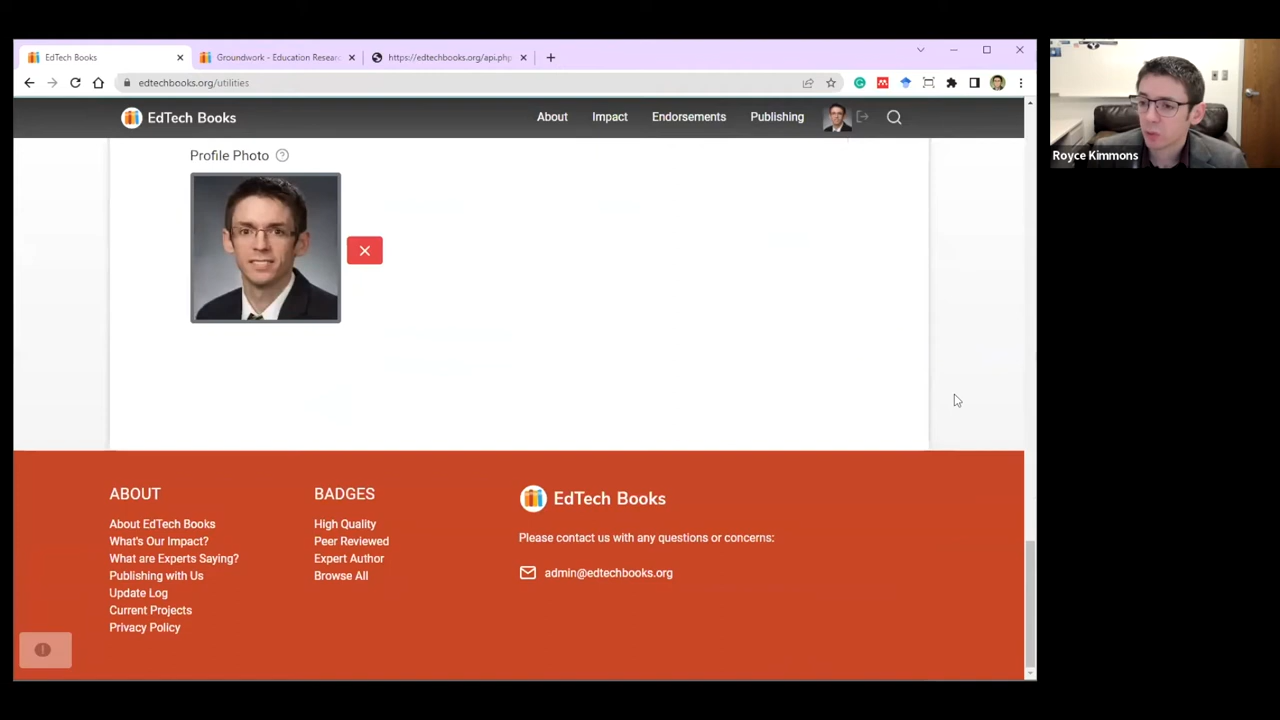 EdTech Books
Groundwork - Education Resear
https://edtechbooks.org/api.php
edtechbooks.org/utilities
EdTech Books
About
Impact
Endorsements
Publishing
Royce Kimmons
Profile Photo
ABOUT
About EdTech Books
What's Our Impact?
What are Experts Saying?
Publishing with Us
Update Log
Current Projects
Privacy Policy
BADGES
High Quality
Peer Reviewed
Expert Author
Browse All
EdTech Books
Please contact us with any questions or concerns:
admin@edtechbooks.org